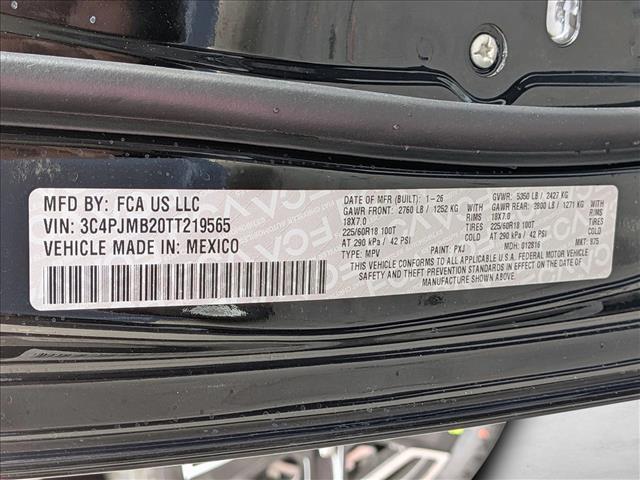 MFD BY: FCA US LLC
VIN: 3C4PJMB20TT219565
VEHICLE MADE IN: MEXICO
DATE OF MFR (BUILT): 1-26 GVWR: 5350 LB / 2427 KG
GAWR FRONT: 2760 LB / 1252 KG WITH GAWR REAR: 2800 LB / 1271 KG WITH
18X7.0 RIMS 18X7.0 RIMS
225/60R18 100T TIRES 225/60R18 100T TIRES
AT 290 kPa / 42 PSI COLD AT 290 kPa / 42 PSI COLD
TYPE: MPV PAINT: PXJ MDH: 012816 MKT: 875
THIS VEHICLE CONFORMS TO ALL APPLICABLE U.S.A. FEDERAL MOTOR VEHICLE
SAFETY AND THEFT PREVENTION STANDARDS IN EFFECT ON THE DATE OF
MANUFACTURE SHOWN ABOVE.